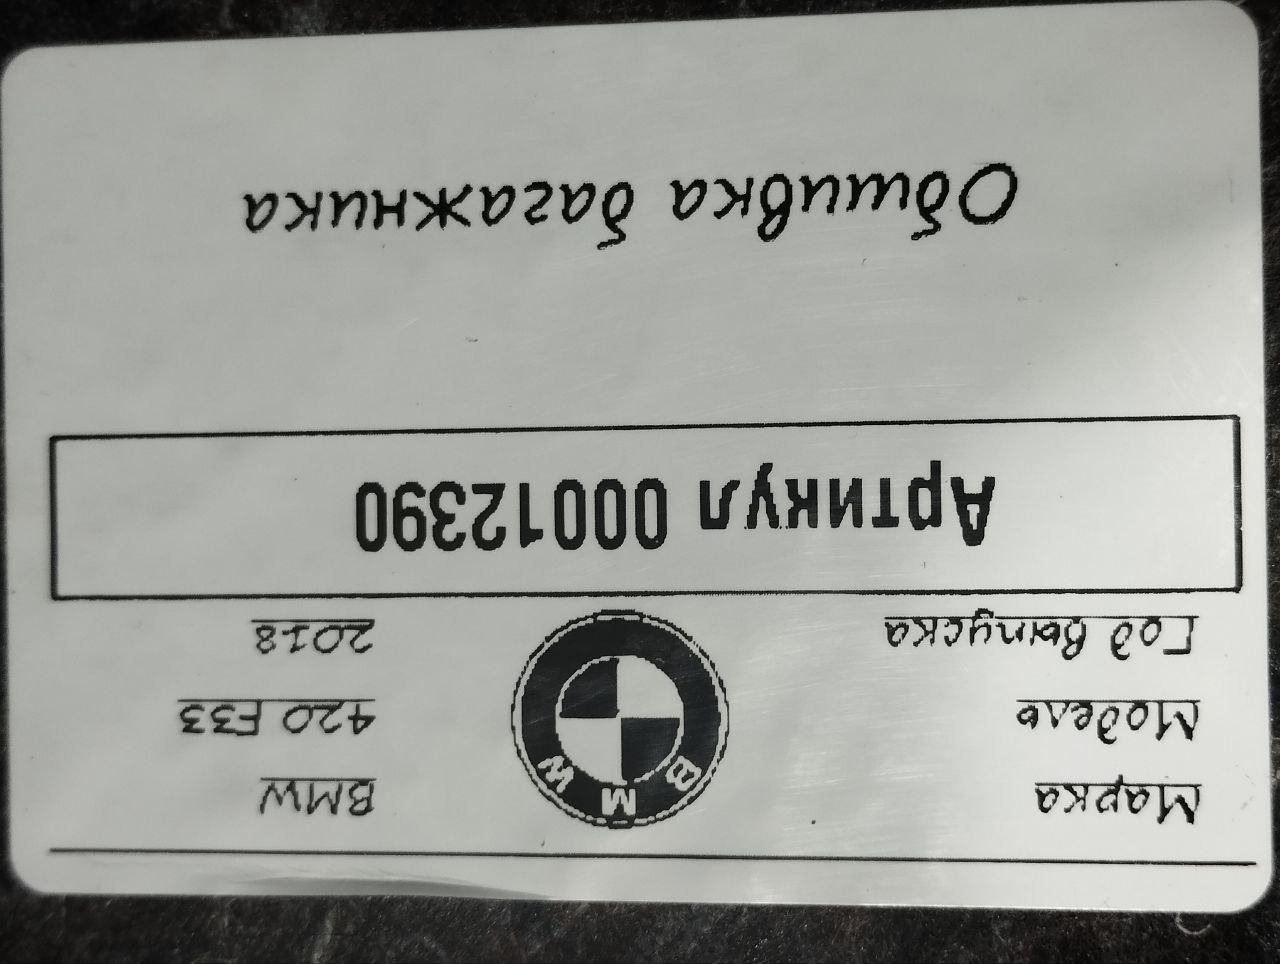 Марка BMW
Модель 420 F33
Год выпуска 2018
BMW
Артикул 00012390
Обшивка багажника